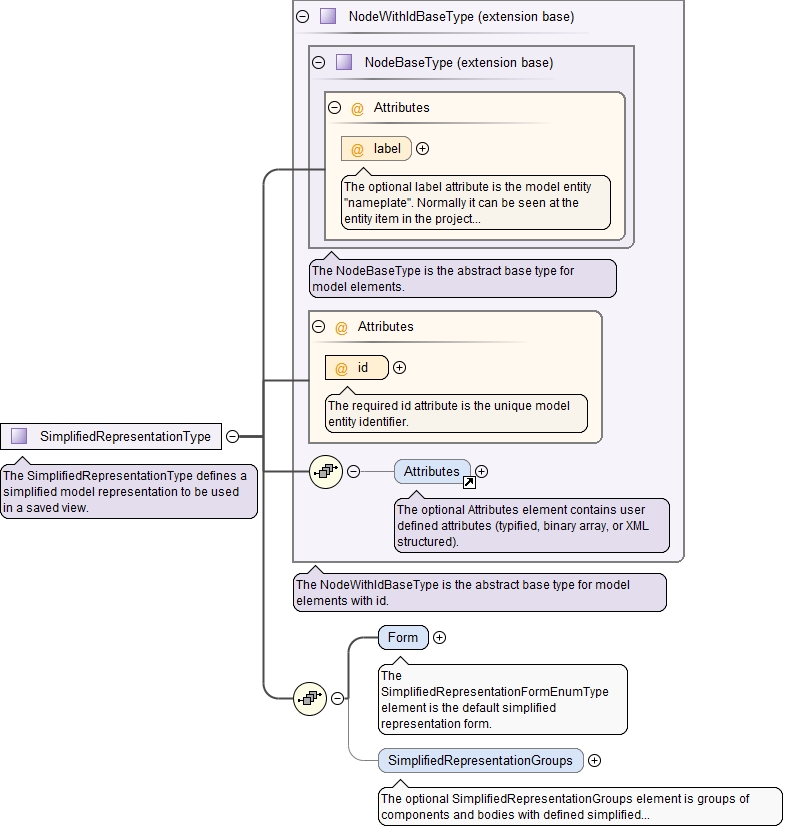 NodeWithIdBaseType (extension base)
NodeBaseType (extension base)
@ Attributes
@ label
The optional label attribute is the model entity
"nameplate". Normally it can be seen at the
entity item in the project...
The NodeBaseType is the abstract base type for
model elements.
@ Attributes
@ id
The required id attribute is the unique model
entity identifier.
SimplifiedRepresentationType
The SimplifiedRepresentationType defines a
simplified model representation to be used
in a saved view.
Attributes
The optional Attributes element contains user
defined attributes (typified, binary array, or XML
structured).
The NodeWithIdBaseType is the abstract base type for model
elements with id.
Form
The
SimplifiedRepresentationFormEnumType
element is the default simplified
representation form.
SimplifiedRepresentationGroups
The optional SimplifiedRepresentationGroups element is groups of
components and bodies with defined simplified...